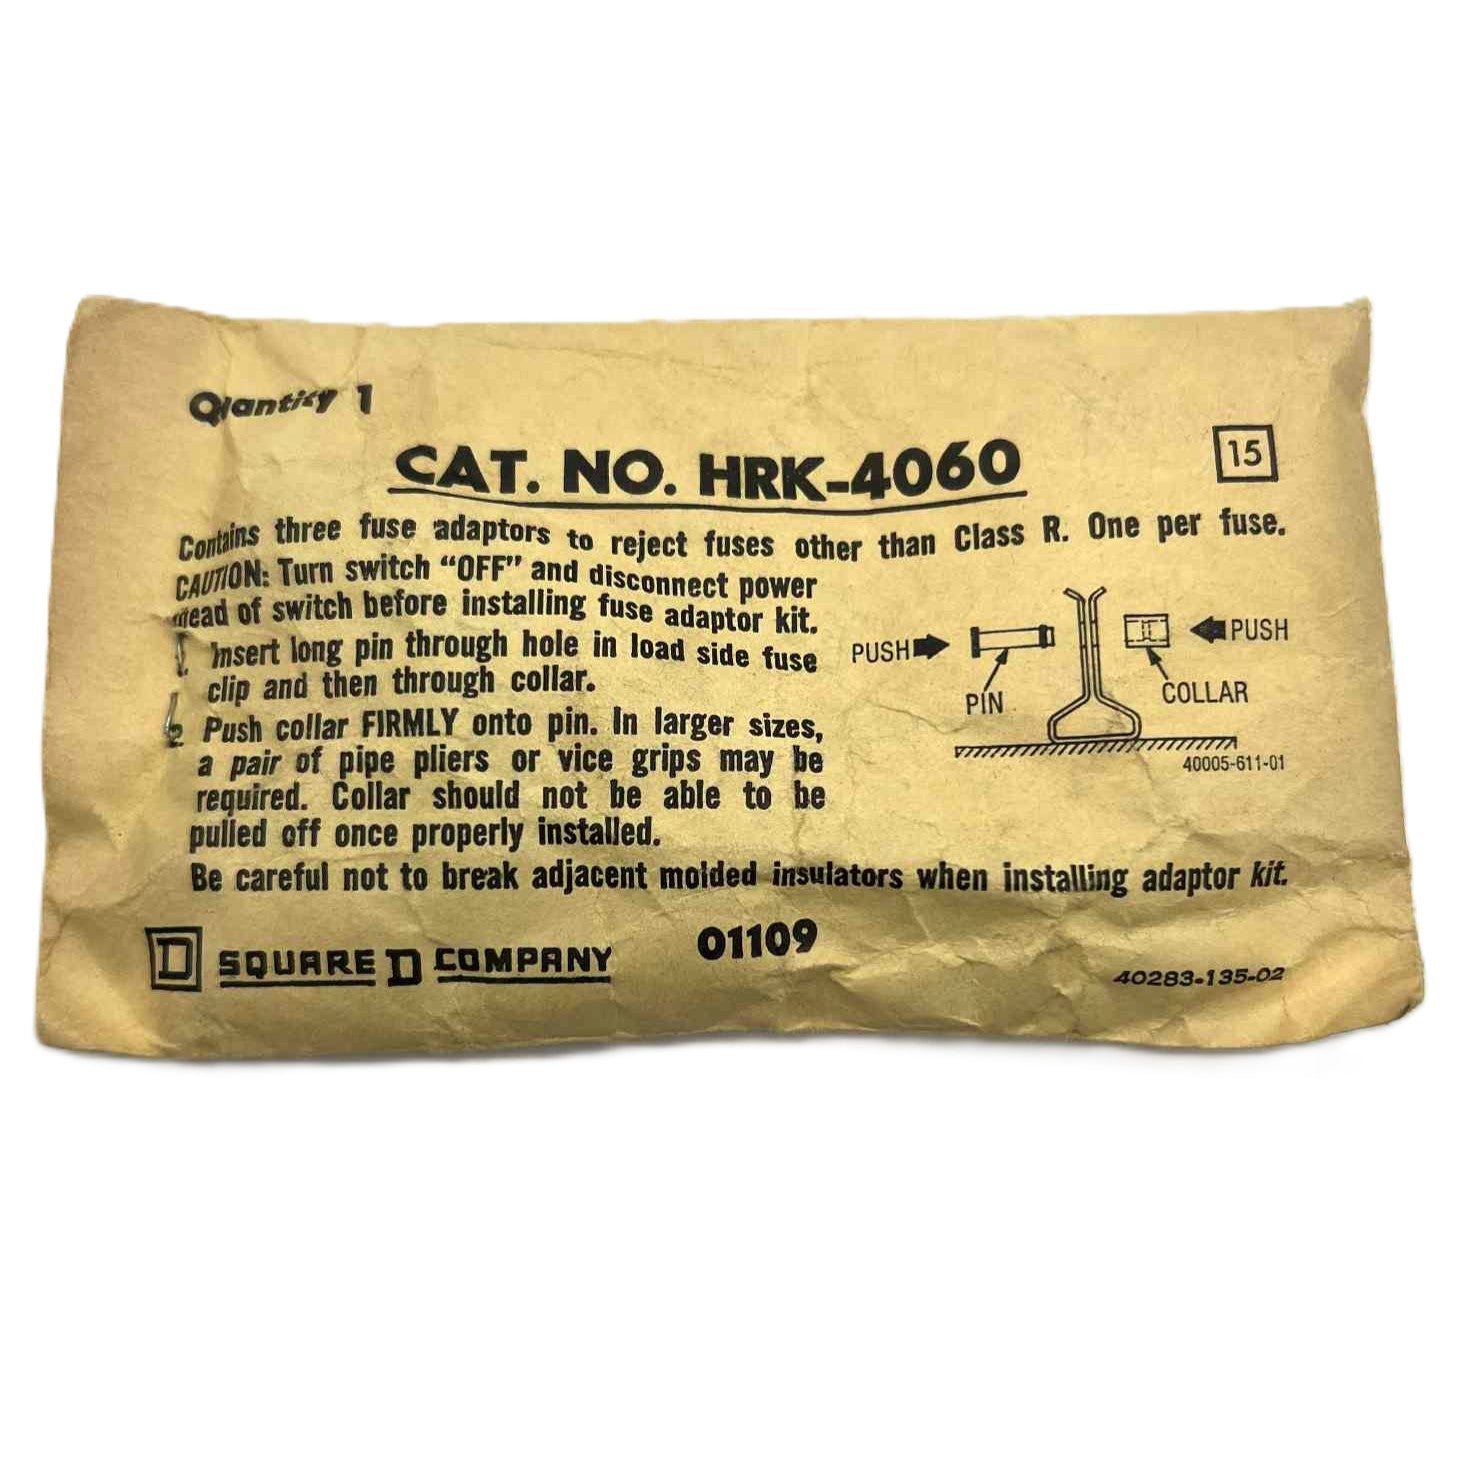 Quantity 1
CAT. NO. HRK-4060
15
Contains three fuse adaptors to reject fuses other than Class R. One per fuse.
CAUTION: Turn switch “OFF” and disconnect power
ahead of switch before installing fuse adaptor kit.
1. Insert long pin through hole in load side fuse
clip and then through collar.
2. Push collar FIRMLY onto pin. In larger sizes,
a pair of pipe pliers or vice grips may be
required. Collar should not be able to be
pulled off once properly installed.
PUSH
PIN
PUSH
COLLAR
40005-611-01
Be careful not to break adjacent molded insulators when installing adaptor kit.
D SQUARE D COMPANY
01109
40283-135-02